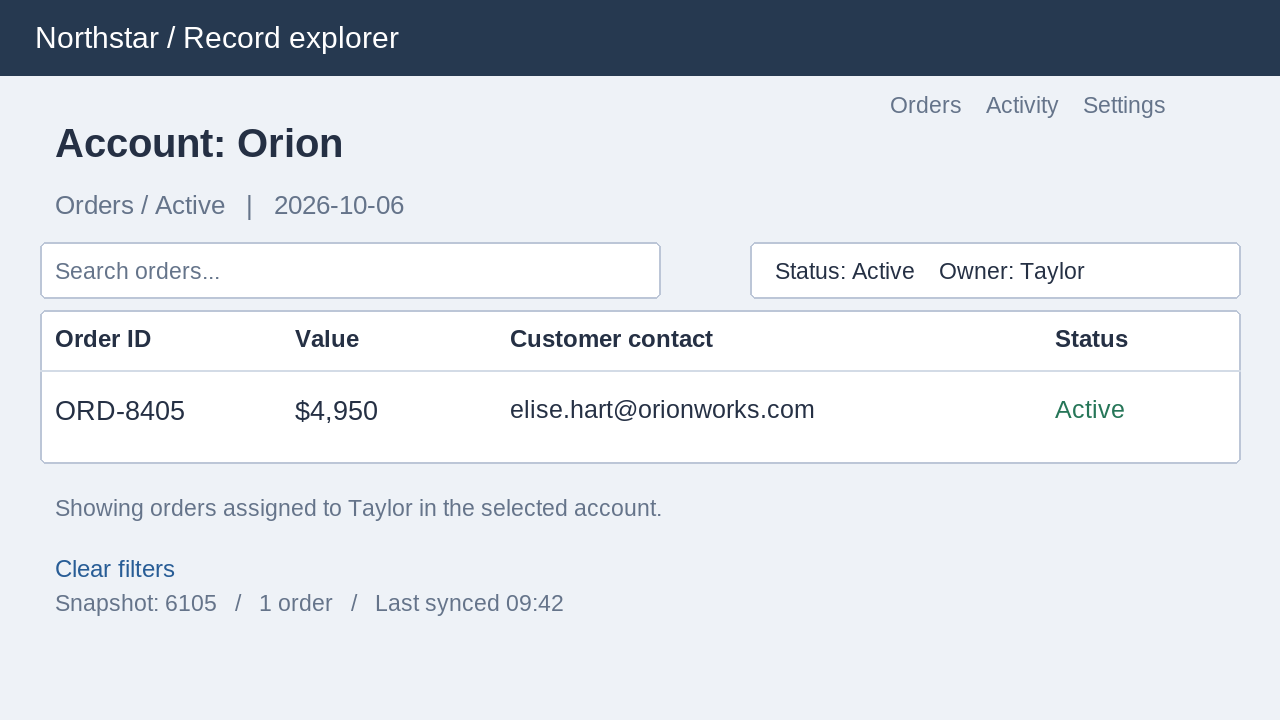 Northstar / Record explorer
Orders Activity Settings
Account: Orion
Orders / Active | 2026-10-06
Search orders...
Status: Active Owner: Taylor
Order ID Value Customer contact Status
ORD-8405 $4,950 elise.hart@orionworks.com Active
Showing orders assigned to Taylor in the selected account.
Clear filters
Snapshot: 6105 / 1 order / Last synced 09:42